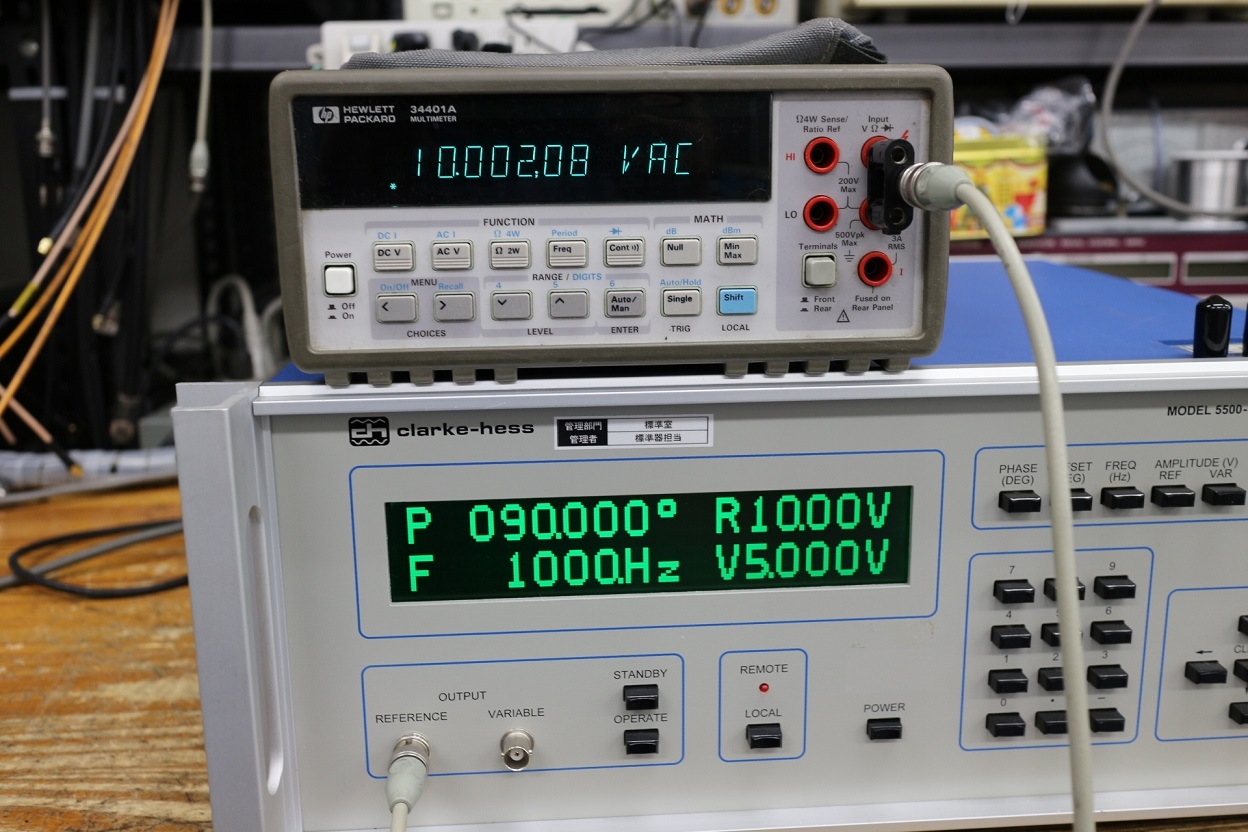 hp HEWLETT PACKARD 34401A MULTIMETER
10.002,08 VAC
*
Ω4W Sense/ Ratio Ref
Input V Ω
HI
200V Max
LO
500Vpk Max
3A RMS
I
Terminals
Front
Rear
Fused on Rear Panel
Power
Off
On
FUNCTION
MATH
DC I AC I Ω 4W Period dB dBm
DC V AC V Ω 2W Freq Cont Null Min Max
MENU
RANGE / DIGITS
On/Off Recall 4 5 6 Auto/Hold
< > Auto/ Man Single Shift
CHOICES LEVEL ENTER TRIG LOCAL
clarke-hess
管理部門 標準室
管理者 標準器担当
MODEL 5500-
P 090.000° R10.00V
F 1000.Hz V5.000V
PHASE (DEG) FREQ (Hz) AMPLITUDE (V) REF VAR
7 9
4 6
1 2 3
0 . −
←
OUTPUT
REFERENCE VARIABLE
STANDBY
OPERATE
REMOTE
LOCAL
POWER